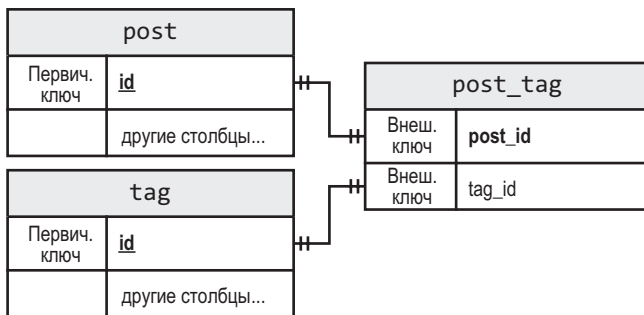 post
Первич.
ключ
id
другие столбцы...
tag
Первич.
ключ
id
другие столбцы...
post_tag
Внеш.
ключ
post_id
Внеш.
ключ
tag_id